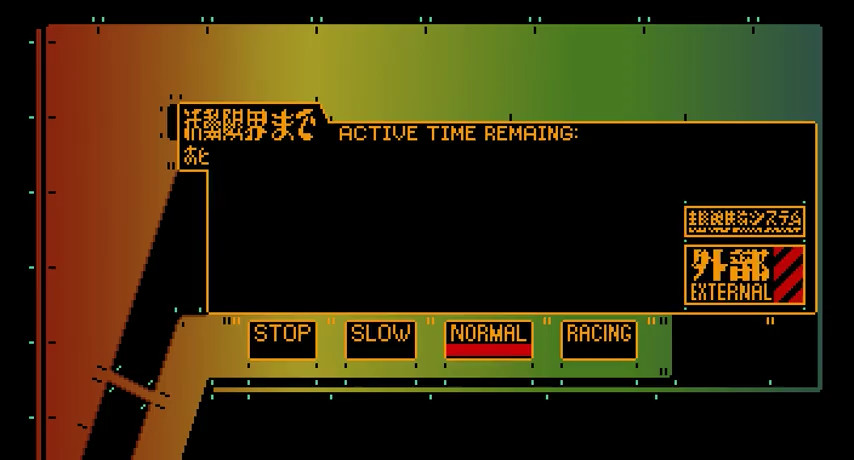 活動限界まで
ACTIVE TIME REMAING:
あと
外部
EXTERNAL
STOP
SLOW
NORMAL
RACING